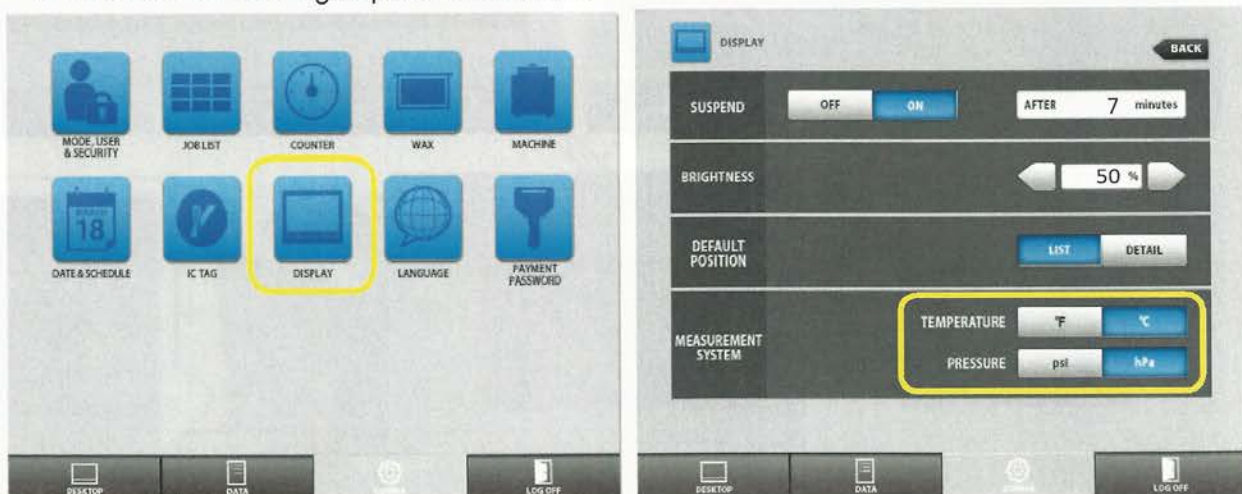 MODE, USER
& SECURITY
JOB LIST
COUNTER
WAX
MACHINE
MARCH
18
DATE & SCHEDULE
IC TAG
DISPLAY
LANGUAGE
PAYMENT
PASSWORD
DESKTOP
DATA
LOG OFF
DISPLAY
BACK
SUSPEND
OFF
ON
AFTER 7 minutes
BRIGHTNESS
50 %
DEFAULT
POSITION
LIST
DETAIL
MEASUREMENT
SYSTEM
TEMPERATURE
°F
°C
PRESSURE
psi
hPa
DESKTOP
DATA
LOG OFF